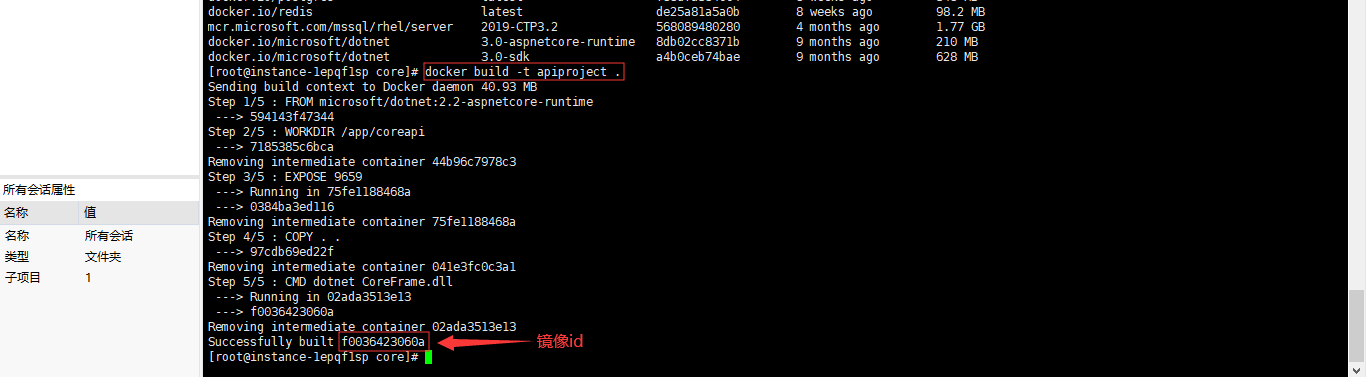 docker.io/redis latest de25a81a5a0b 8 weeks ago 98.2 MB
mcr.microsoft.com/mssql/rhel/server 2019-CTP3.2 568089480280 4 months ago 1.77 GB
docker.io/microsoft/dotnet 3.0-aspnetcore-runtime 8db02cc8371b 9 months ago 210 MB
docker.io/microsoft/dotnet 3.0-sdk a4b0ceb74bae 9 months ago 628 MB
[root@instance-1epqf1sp core]# docker build -t apiproject .
Sending build context to Docker daemon 40.93 MB
Step 1/5 : FROM microsoft/dotnet:2.2-aspnetcore-runtime
---> 594143f47344
Step 2/5 : WORKDIR /app/coreapi
---> 7185385c6bca
Removing intermediate container 44b96c7978c3
Step 3/5 : EXPOSE 9659
---> Running in 75fe1188468a
---> 0384ba3ed116
Removing intermediate container 75fe1188468a
Step 4/5 : COPY . .
---> 97cdb69ed22f
Removing intermediate container 041e3fc0c3a1
Step 5/5 : CMD dotnet CoreFrame.dll
---> Running in 02ada3513e13
---> f0036423060a
Removing intermediate container 02ada3513e13
Successfully built f0036423060a
镜像id
[root@instance-1epqf1sp core]#
所有会话属性
名称 值
名称 所有会话
类型 文件夹
子项目 1